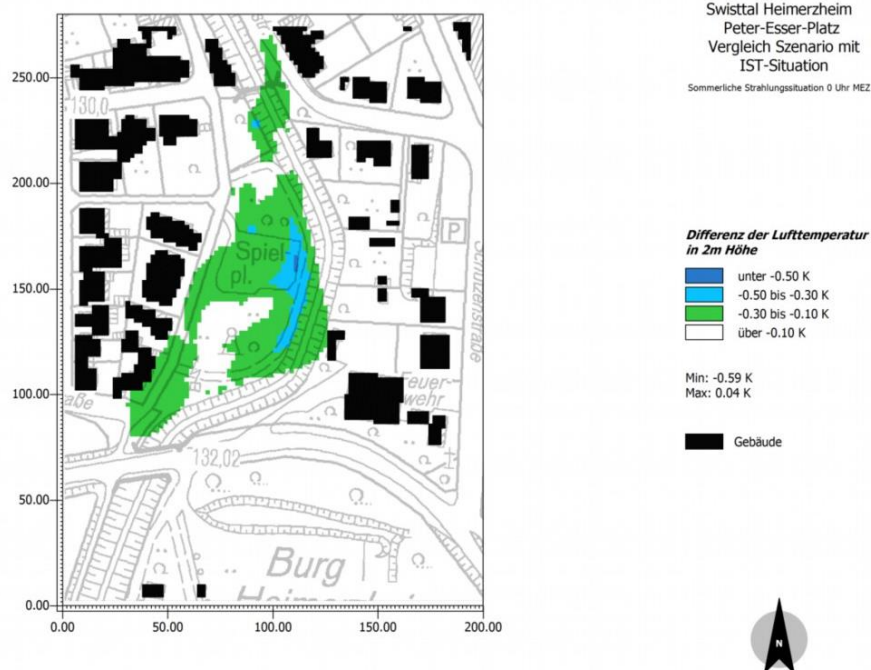 Swisttal Heimerzheim
Peter-Esser-Platz
Vergleich Szenario mit
IST-Situation
Sommerliche Strahlungssituation 0 Uhr MEZ
250.00
200.00
150.00
100.00
50.00
0.00
0.00 50.00 100.00 150.00 200.00
130,0
Spiel-
pl.
P
Feuer-
wehr
aße
132,02
Burg
Differenz der Lufttemperatur
in 2m Höhe
unter -0.50 K
-0.50 bis -0.30 K
-0.30 bis -0.10 K
über -0.10 K
Min: -0.59 K
Max: 0.04 K
Gebäude
N